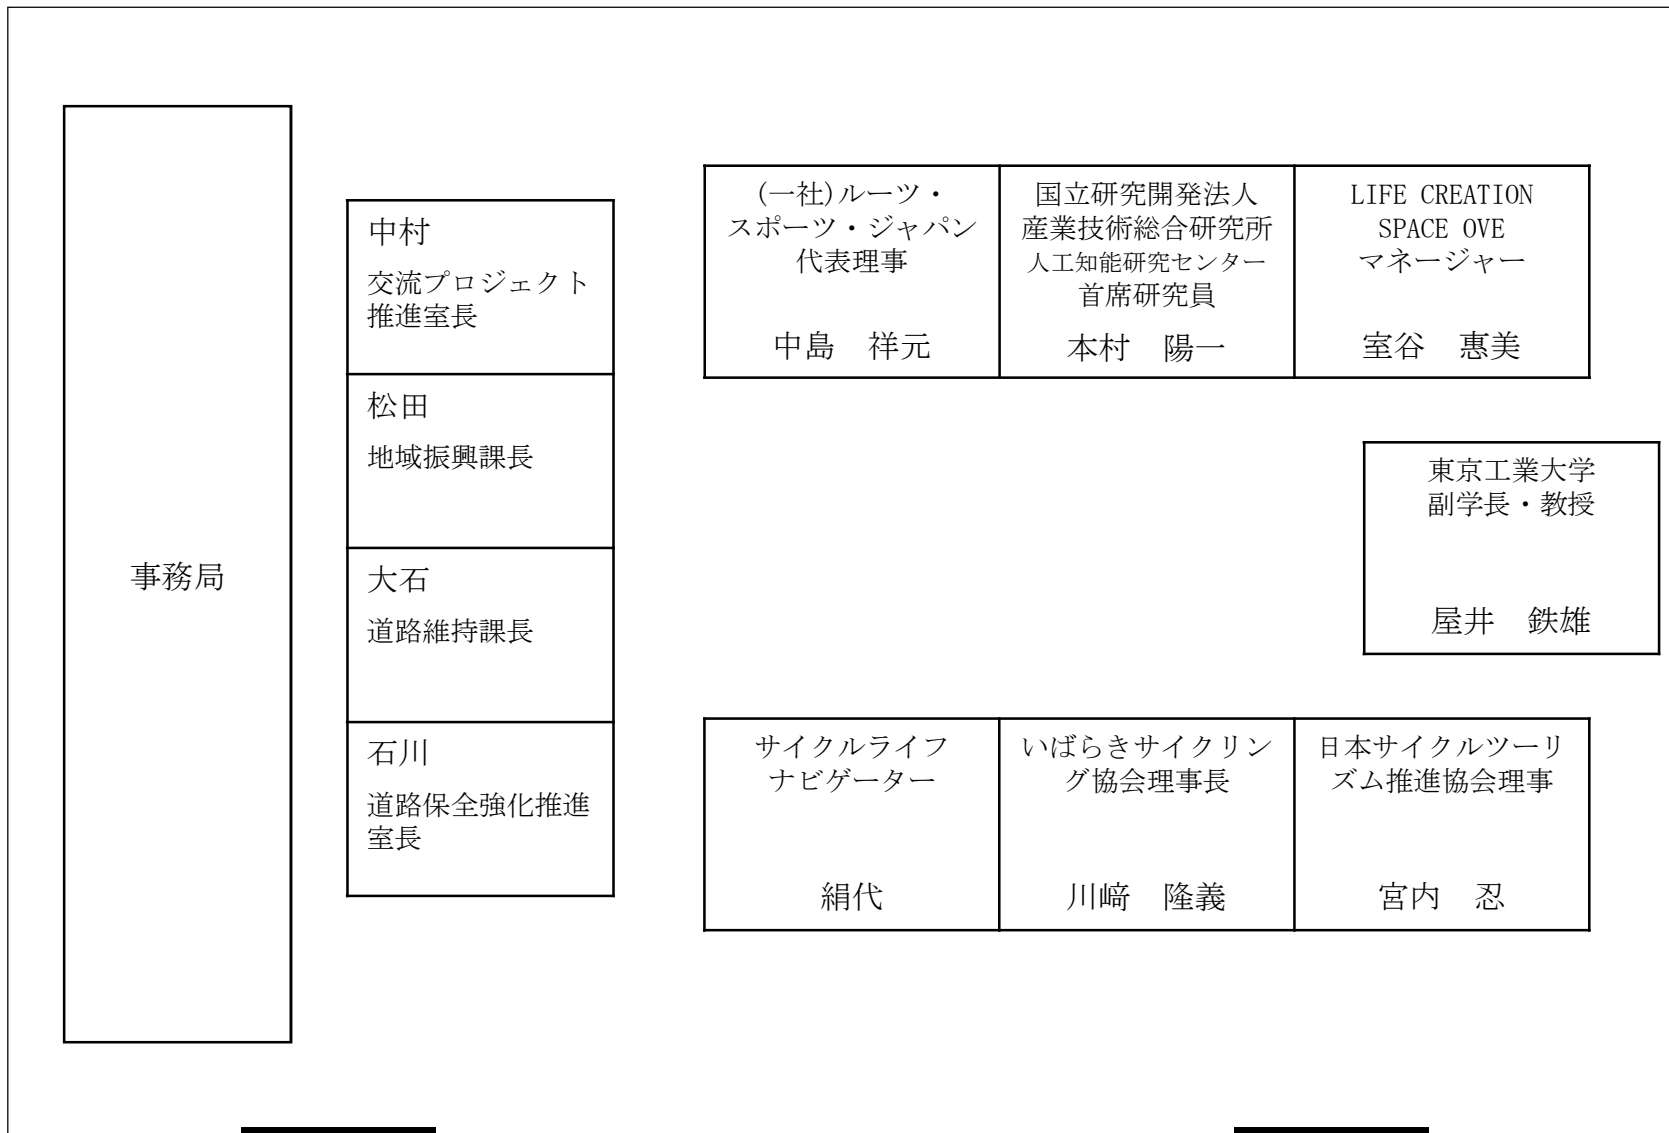 事務局
中村
交流プロジェクト
推進室長
松田
地域振興課長
大石
道路維持課長
石川
道路保全強化推進
室長
(一社)ルーツ・
スポーツ・ジャパン
代表理事
中島　祥元
国立研究開発法人
産業技術総合研究所
人工知能研究センター
首席研究員
本村　陽一
LIFE CREATION
SPACE OVE
マネージャー
室谷　惠美
東京工業大学
副学長・教授
屋井　鉄雄
サイクルライフ
ナビゲーター
絹代
いばらきサイクリン
グ協会理事長
川﨑　隆義
日本サイクルツーリ
ズム推進協会理事
宮内　忍